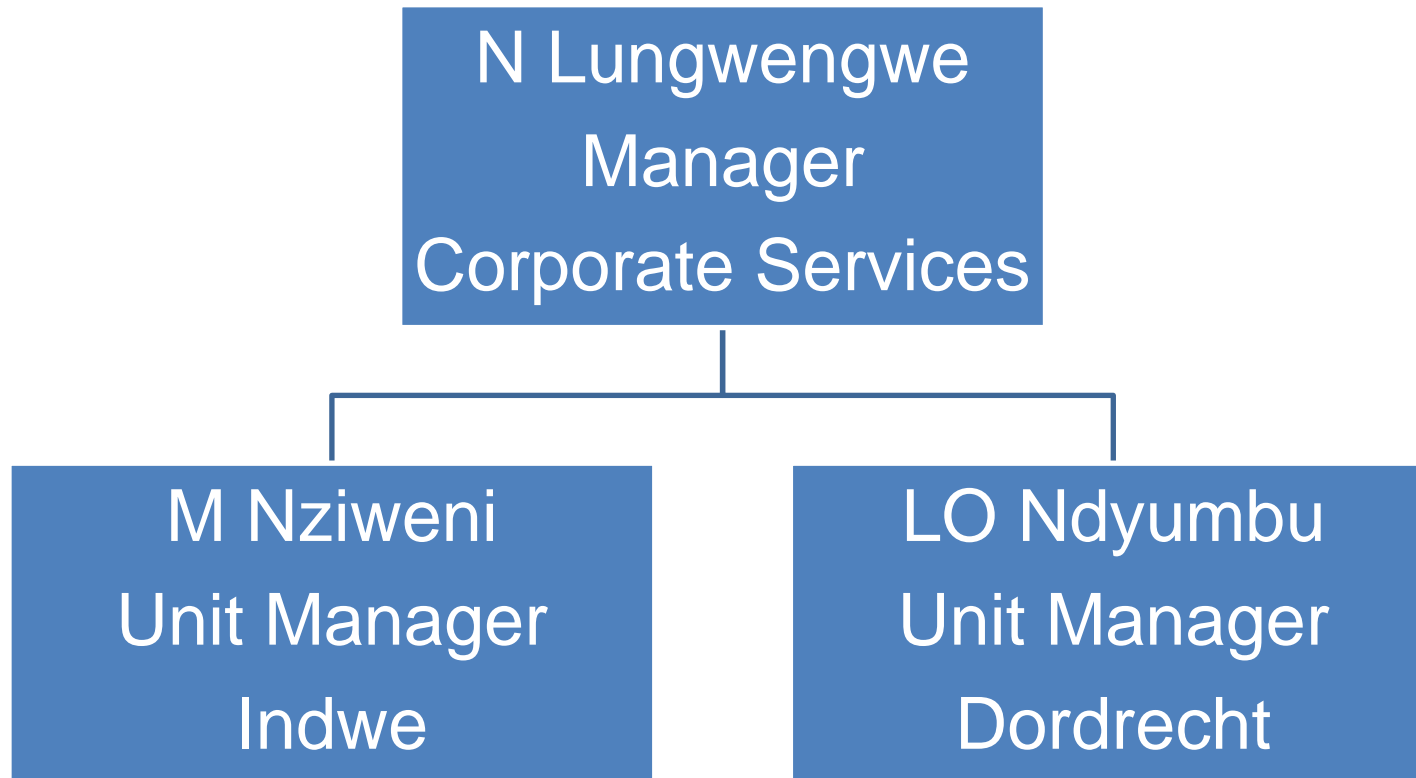 N Lungwengwe
Manager
Corporate Services
M Nziweni
Unit Manager
Indwe
LO Ndyumbu
Unit Manager
Dordrecht